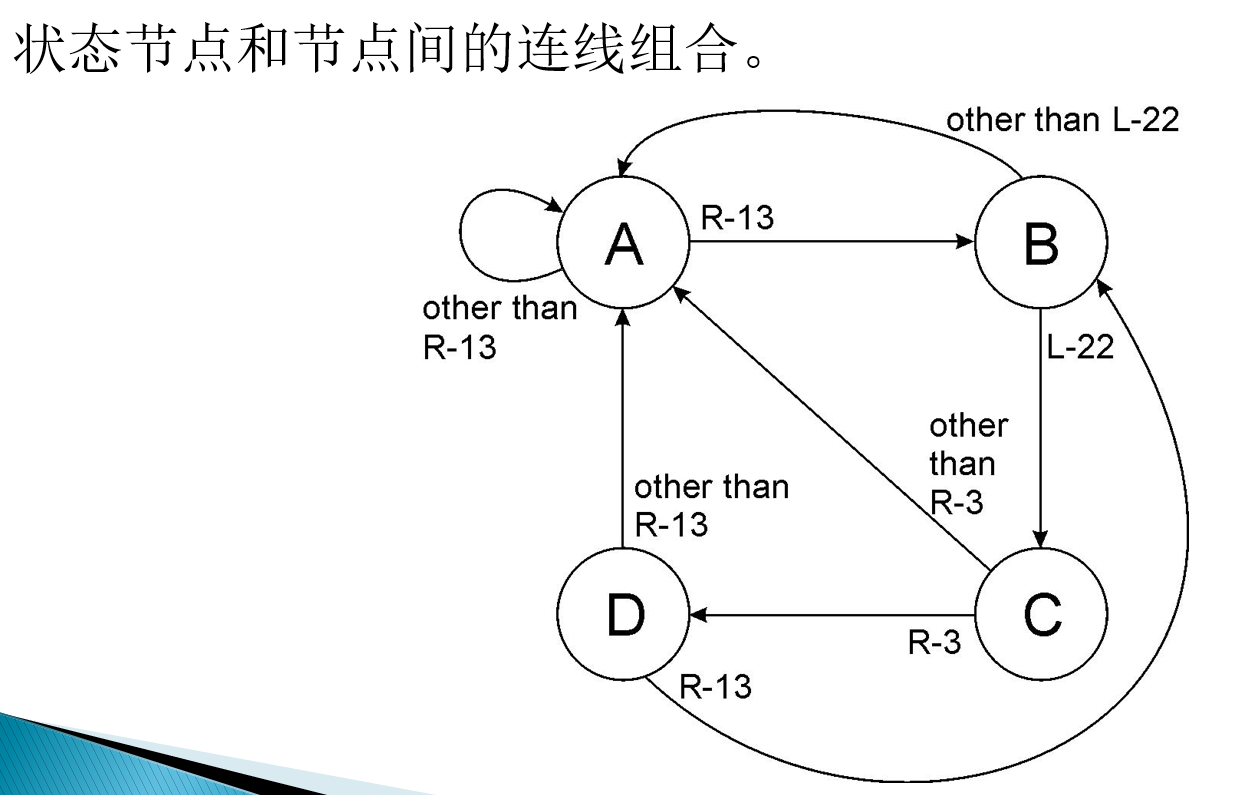 状态节点和节点间的连线组合。
other than L-22
A
R-13
B
other than
R-13
L-22
other
than
R-3
other than
R-13
D
C
R-3
R-13